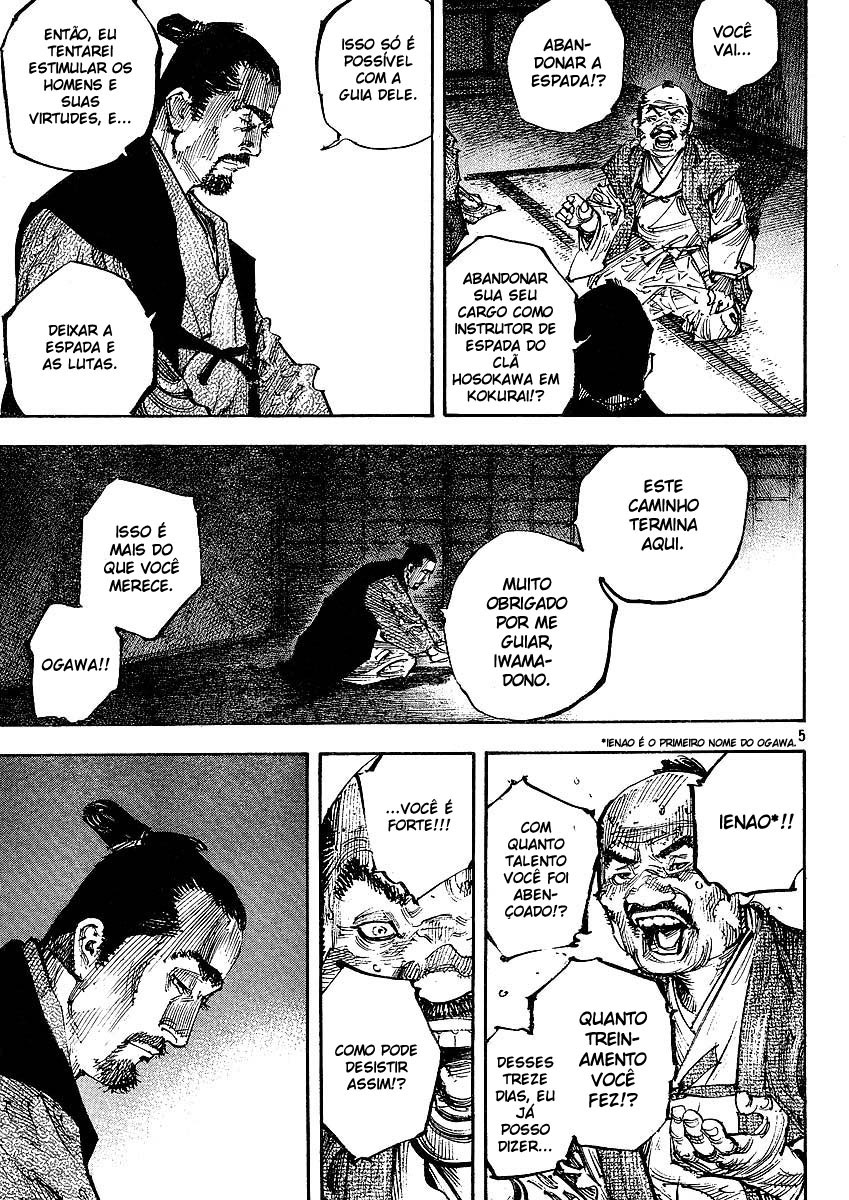 VOCÊ
VAI...
ABAN-
DONAR A
ESPADA!?
ABANDONAR
SUA SEU
CARGO COMO
INSTRUTOR DE
ESPADA DO
CLÃ
HOSOKAWA EM
KOKURAI!?
ISSO SÓ É
POSSÍVEL
COM A
GUIA DELE.
ENTÃO, EU
TENTAREI
ESTIMULAR OS
HOMENS E
SUAS
VIRTUDES, E...
DEIXAR A
ESPADA E
AS LUTAS.
ESTE
CAMINHO
TERMINA
AQUI.
MUITO
OBRIGADO
POR ME
GUIAR,
IWAMA-
DONO.
ISSO É
MAIS DO
QUE VOCÊ
MERECE.
OGAWA!!
5
*IENAO É O PRIMEIRO NOME DO OGAWA.
IENAO*!!
COM
QUANTO
TALENTO
VOCÊ FOI
ABEN-
ÇOADO!?
QUANTO
TREIN-
AMENTO
VOCÊ
FEZ!?
DESSES
TREZE
DIAS, EU
JÁ
POSSO
DIZER...
...VOCÊ É
FORTE!!!
COMO PODE
DESISTIR
ASSIM!?